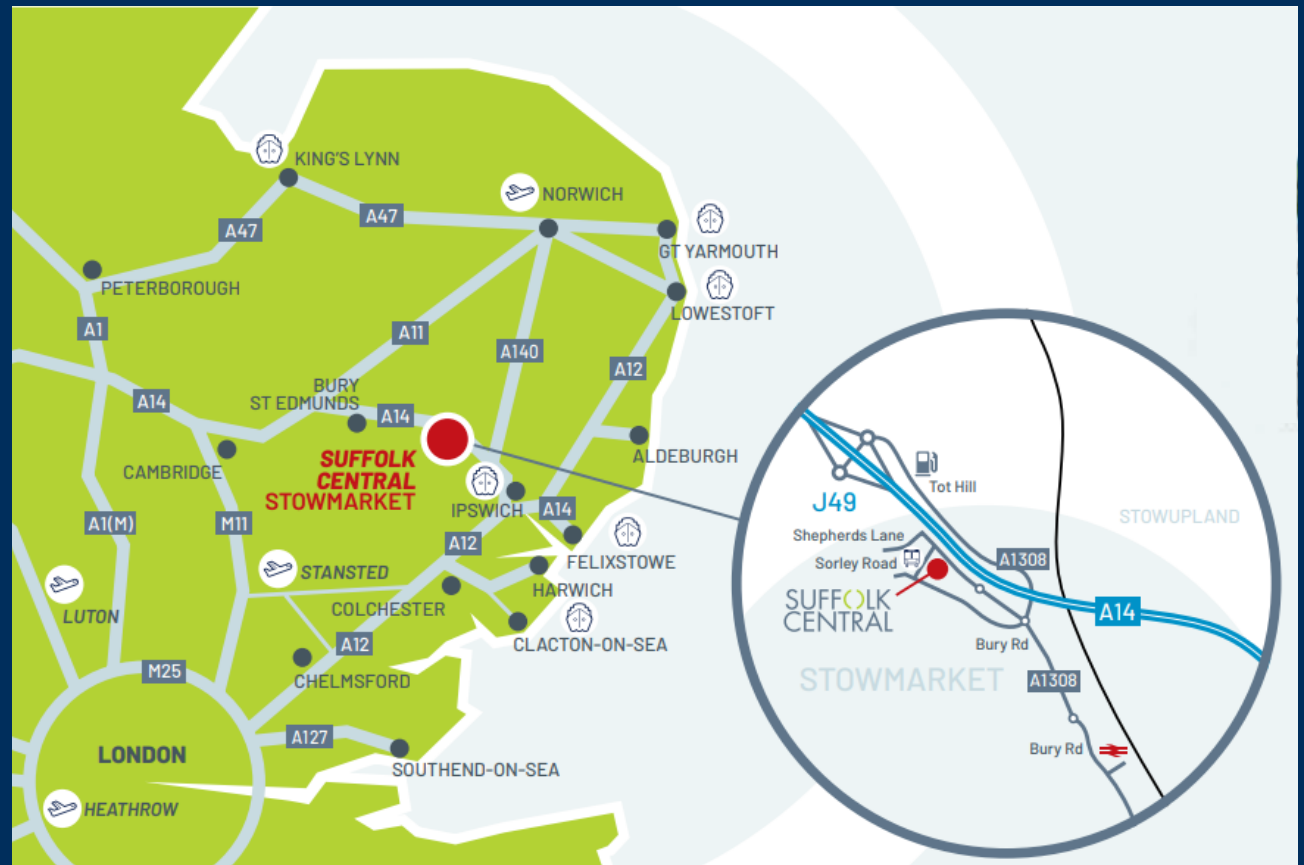 KING'S LYNN
NORWICH
A47
A47
GT YARMOUTH
PETERBOROUGH
LOWESTOFT
A1
A11
A140
A12
BURY
ST EDMUNDS
A14
A14
CAMBRIDGE
SUFFOLK
CENTRAL
STOWMARKET
ALDEBURGH
IPSWICH
A14
A1(M)
M11
A12
FELIXSTOWE
STANSTED
HARWICH
LUTON
COLCHESTER
CLACTON-ON-SEA
A12
M25
CHELMSFORD
LONDON
A127
SOUTHEND-ON-SEA
HEATHROW
Tot Hill
J49
STOWUPLAND
Shepherds Lane
Sorley Road
A1308
SUFFOLK
CENTRAL
A14
Bury Rd
STOWMARKET
A1308
Bury Rd